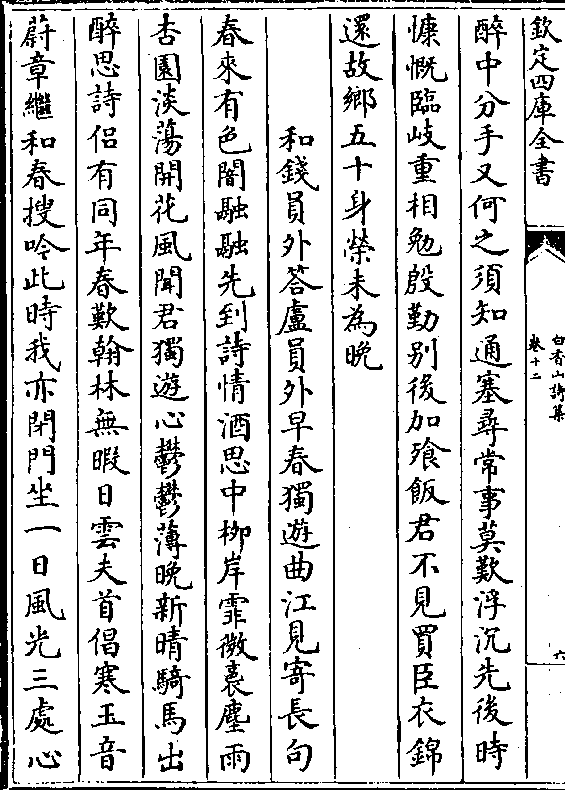 欽定四庫全書
白香山詩集
卷十二
六
醉中分手又何之須知通塞尋常事莫歎浮沉先後時
慷慨臨岐重相勉殷勤别後加飱飯君不見買臣衣錦
還故鄉五十身榮未為晚
和錢員外答盧員外早春獨遊曲江見寄長句
春來有色闇融融先到詩情酒思中栁岸霏微裛塵雨
杏園淡蕩開花風聞君獨遊心鬱鬱薄晚新晴騎馬出
醉思詩侣有同年春歎翰林無暇日雲夫首倡寒玉音
蔚章繼和春搜吟此時我亦閉門坐一日風光三處心